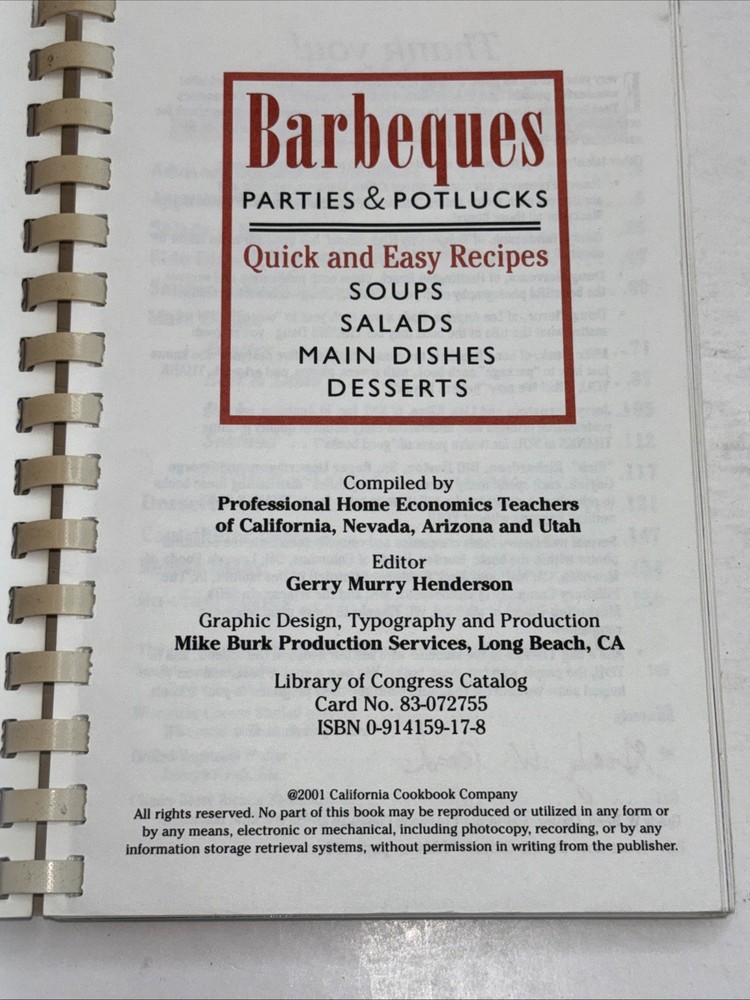 Barbeques
PARTIES & POTLUCKS
Quick and Easy Recipes
SOUPS
SALADS
MAIN DISHES
DESSERTS
Compiled by
Professional Home Economics Teachers
of California, Nevada, Arizona and Utah
Editor
Gerry Murry Henderson
Graphic Design, Typography and Production
Mike Burk Production Services, Long Beach, CA
Library of Congress Catalog
Card No. 83-072755
ISBN 0-914159-17-8
@2001 California Cookbook Company
All rights reserved. No part of this book may be reproduced or utilized in any form or
by any means, electronic or mechanical, including photocopy, recording, or by any
information storage retrieval systems, without permission in writing from the publisher.